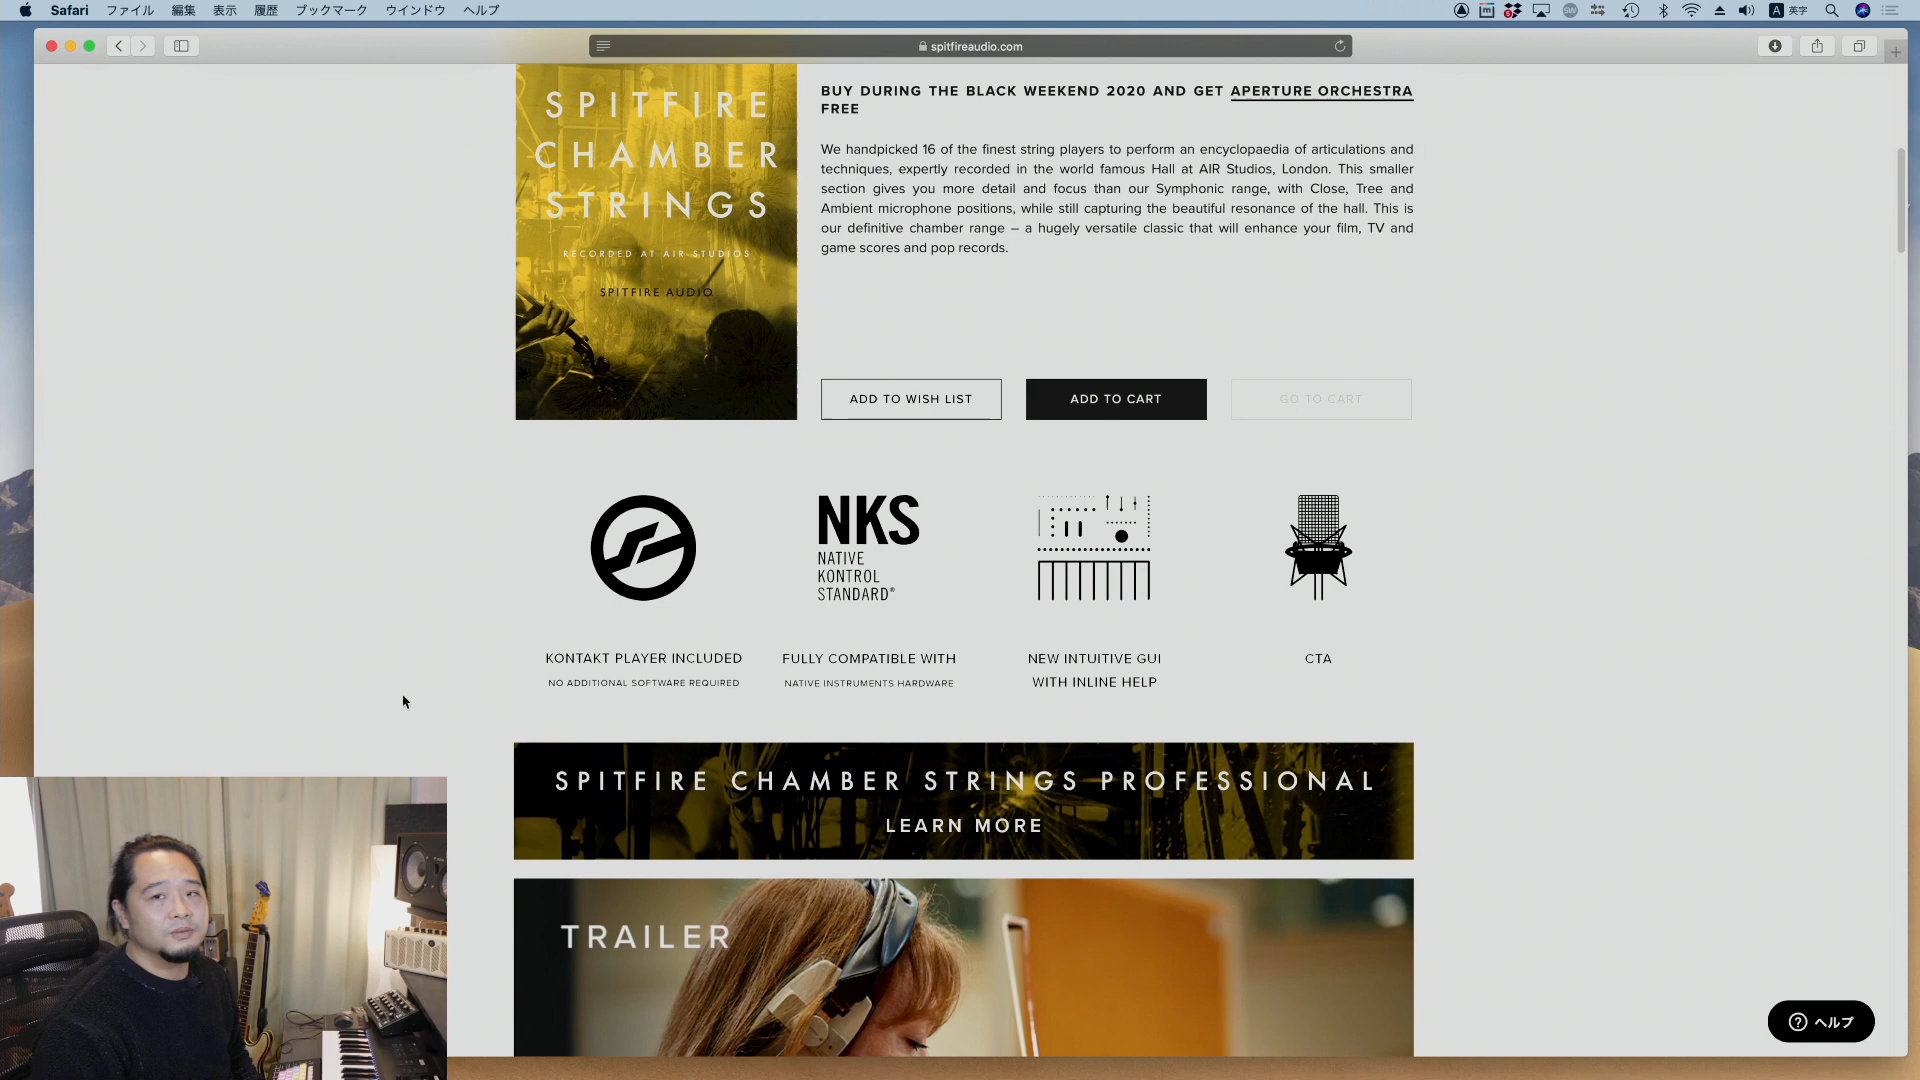 Safari ファイル 編集 表示 履歴 ブックマーク ウインドウ ヘルプ
A 英字
spitfireaudio.com
SPITFIRE
CHAMBER
STRINGS
RECORDED AT AIR STUDIOS
SPITFIRE AUDIO
BUY DURING THE BLACK WEEKEND 2020 AND GET APERTURE ORCHESTRA
FREE
We handpicked 16 of the finest string players to perform an encyclopaedia of articulations and
techniques, expertly recorded in the world famous Hall at AIR Studios, London. This smaller
section gives you more detail and focus than our Symphonic range, with Close, Tree and
Ambient microphone positions, while still capturing the beautiful resonance of the hall. This is
our definitive chamber range – a hugely versatile classic that will enhance your film, TV and
game scores and pop records.
ADD TO WISH LIST
ADD TO CART
GO TO CART
NKS
NATIVE
KONTROL
STANDARD®
KONTAKT PLAYER INCLUDED
NO ADDITIONAL SOFTWARE REQUIRED
FULLY COMPATIBLE WITH
NATIVE INSTRUMENTS HARDWARE
NEW INTUITIVE GUI
WITH INLINE HELP
CTA
SPITFIRE CHAMBER STRINGS PROFESSIONAL
LEARN MORE
TRAILER
? ヘルプ